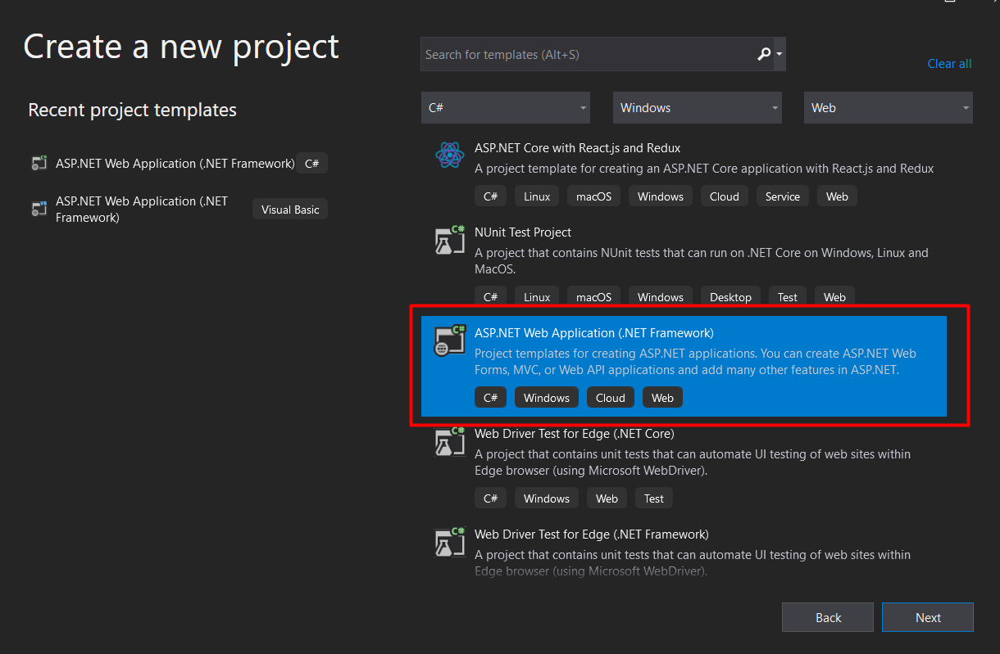 Create a new project
Search for templates (Alt+S)
Clear all
Recent project templates
C#
Windows
Web
ASP.NET Web Application (.NET Framework)
C#
ASP.NET Web Application (.NET
Framework)
Visual Basic
ASP.NET Core with React.js and Redux
A project template for creating an ASP.NET Core application with React.js and Redux
C# Linux macOS Windows Cloud Service Web
NUnit Test Project
A project that contains NUnit tests that can run on .NET Core on Windows, Linux and
MacOS.
C# Linux macOS Windows Desktop Test Web
ASP.NET Web Application (.NET Framework)
Project templates for creating ASP.NET applications. You can create ASP.NET Web
Forms, MVC, or Web API applications and add many other features in ASP.NET.
C# Windows Cloud Web
Web Driver Test for Edge (.NET Core)
A project that contains unit tests that can automate UI testing of web sites within
Edge browser (using Microsoft WebDriver).
C# Windows Web Test
Web Driver Test for Edge (.NET Framework)
A project that contains unit tests that can automate UI testing of web sites within
Edge browser (using Microsoft WebDriver).
Back
Next